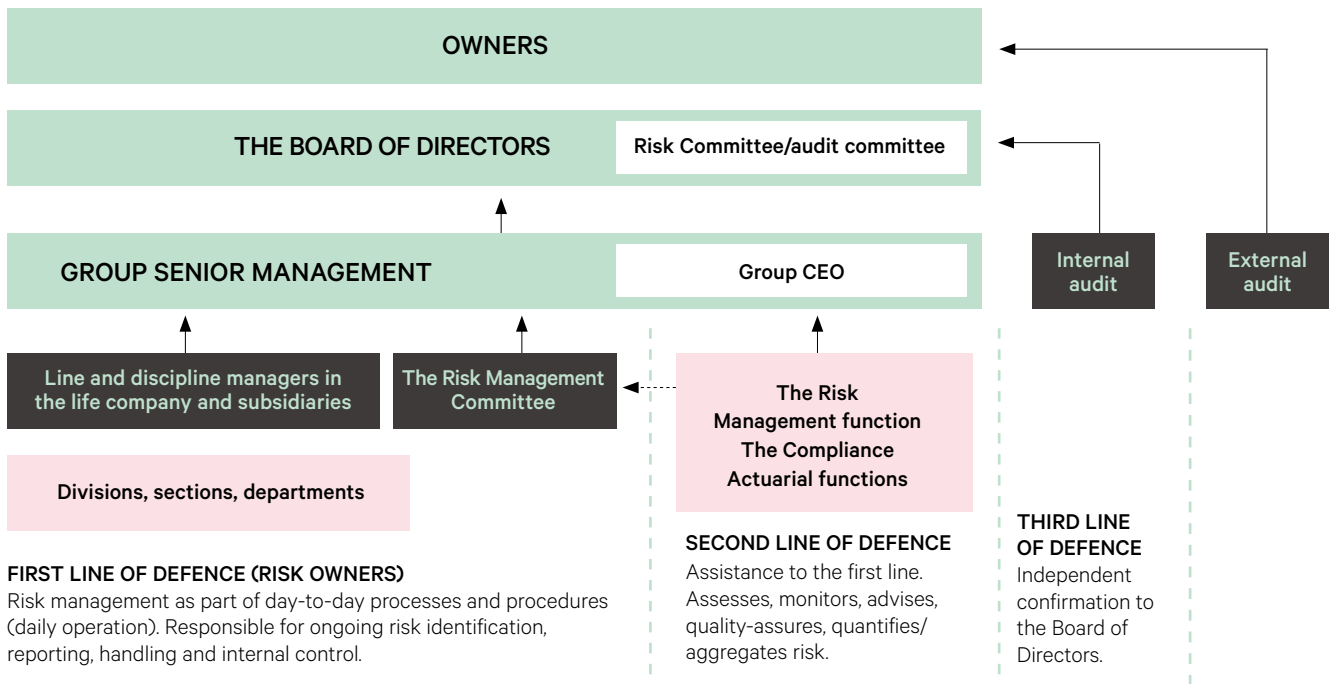 OWNERS
THE BOARD OF DIRECTORS
Risk Committee/audit committee
GROUP SENIOR MANAGEMENT
Group CEO
Internal
audit
External
audit
Line and discipline managers in
the life company and subsidiaries
The Risk Management
Committee
The Risk
Management function
The Compliance
Actuarial functions
Divisions, sections, departments
FIRST LINE OF DEFENCE (RISK OWNERS)
Risk management as part of day-to-day processes and procedures
(daily operation). Responsible for ongoing risk identification,
reporting, handling and internal control.
SECOND LINE OF DEFENCE
Assistance to the first line.
Assesses, monitors, advises,
quality-assures, quantifies/
aggregates risk.
THIRD LINE
OF DEFENCE
Independent
confirmation to
the Board of
Directors.